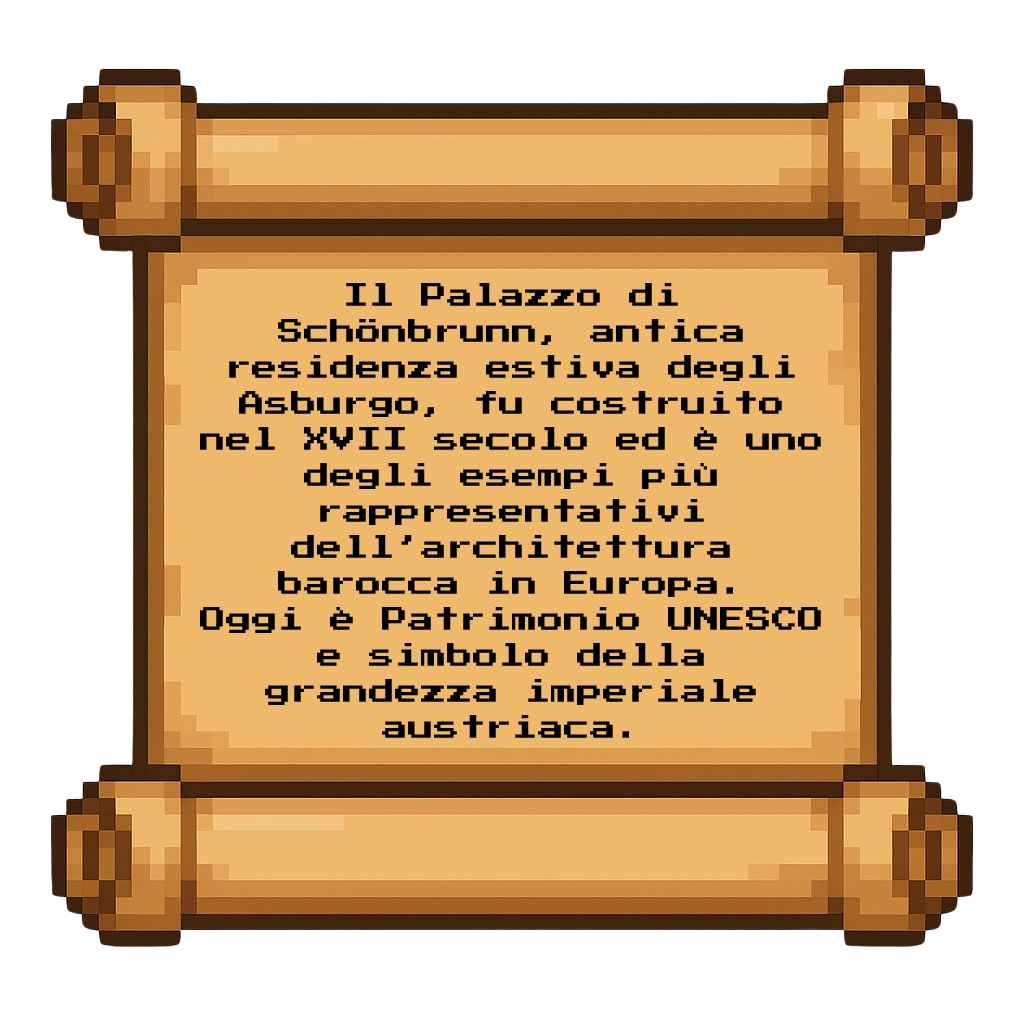 Il Palazzo di
Schönbrunn, antica
residenza estiva degli
Asburgo, fu costruito
nel XVII secolo ed è uno
degli esempi più
rappresentativi
dell'architettura
barocca in Europa.
Oggi è Patrimonio UNESCO
e simbolo della
grandezza imperiale
austriaca.